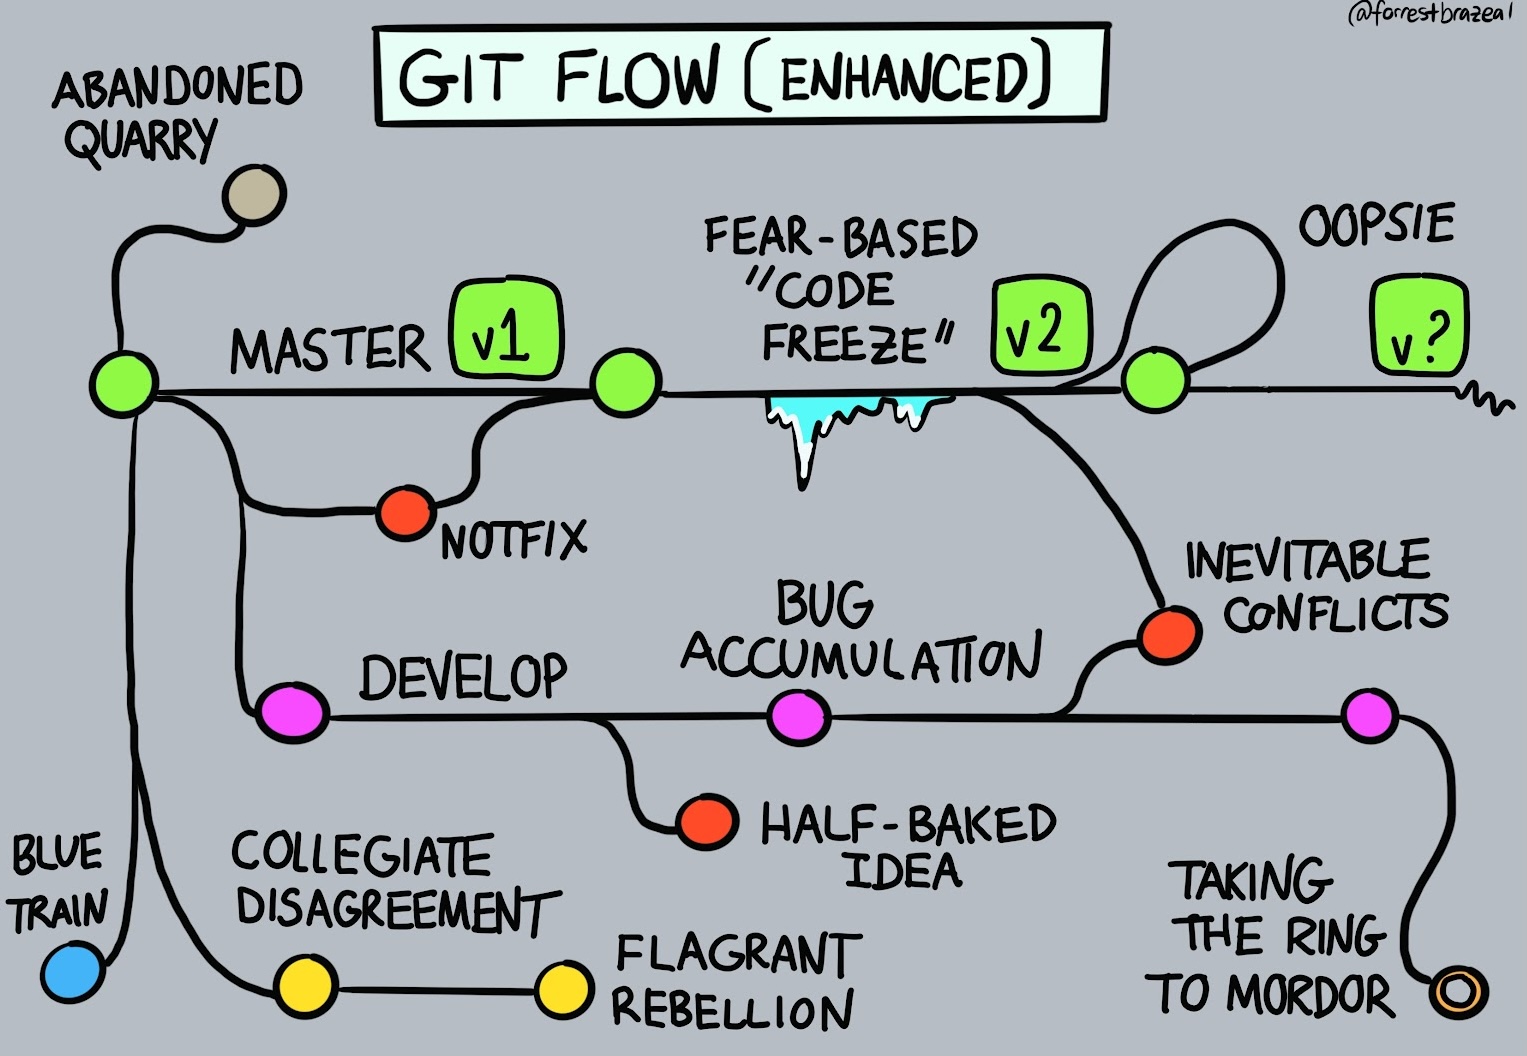 @forrestbrazeal
GIT FLOW (ENHANCED)
ABANDONED
QUARRY
FEAR-BASED
"CODE
FREEZE"
OOPSIE
MASTER
v1
v2
v?
NOTFIX
INEVITABLE
CONFLICTS
BUG
ACCUMULATION
DEVELOP
HALF-BAKED
IDEA
BLUE
TRAIN
COLLEGIATE
DISAGREEMENT
FLAGRANT
REBELLION
TAKING
THE RING
TO MORDOR